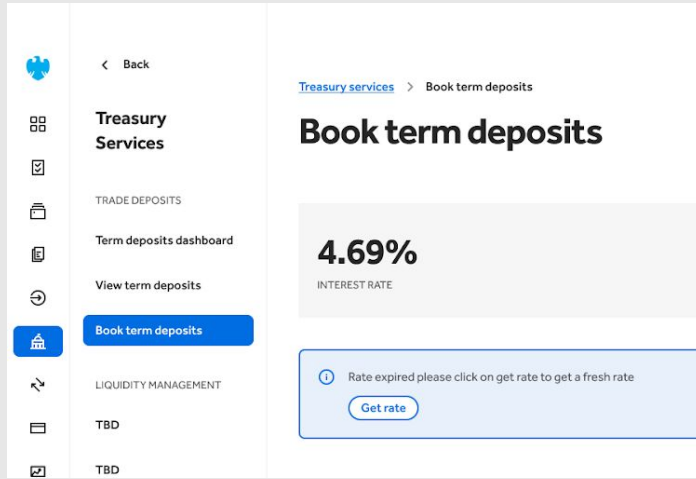 Back
Treasury
Services
TRADE DEPOSITS
Term deposits dashboard
View term deposits
Book term deposits
LIQUIDITY MANAGEMENT
TBD
TBD
Treasury services > Book term deposits
Book term deposits
4.69%
INTEREST RATE
Rate expired please click on get rate to get a fresh rate
Get rate